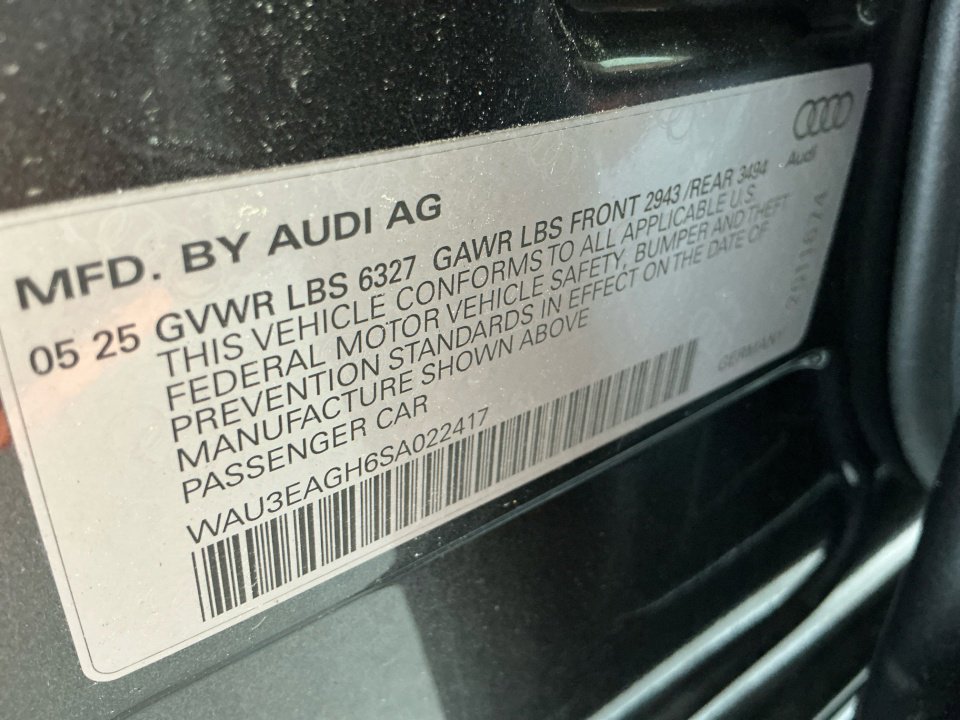 MFD. BY AUDI AG
Audi
05 25 GVWR LBS 6327 GAWR LBS FRONT 2943 /REAR 3494
THIS VEHICLE CONFORMS TO ALL APPLICABLE U.S.
FEDERAL MOTOR VEHICLE SAFETY, BUMPER AND THEFT
PREVENTION STANDARDS IN EFFECT ON THE DATE OF
MANUFACTURE SHOWN ABOVE
PASSENGER CAR
WAU3EAGH6SA022417
GERMANY